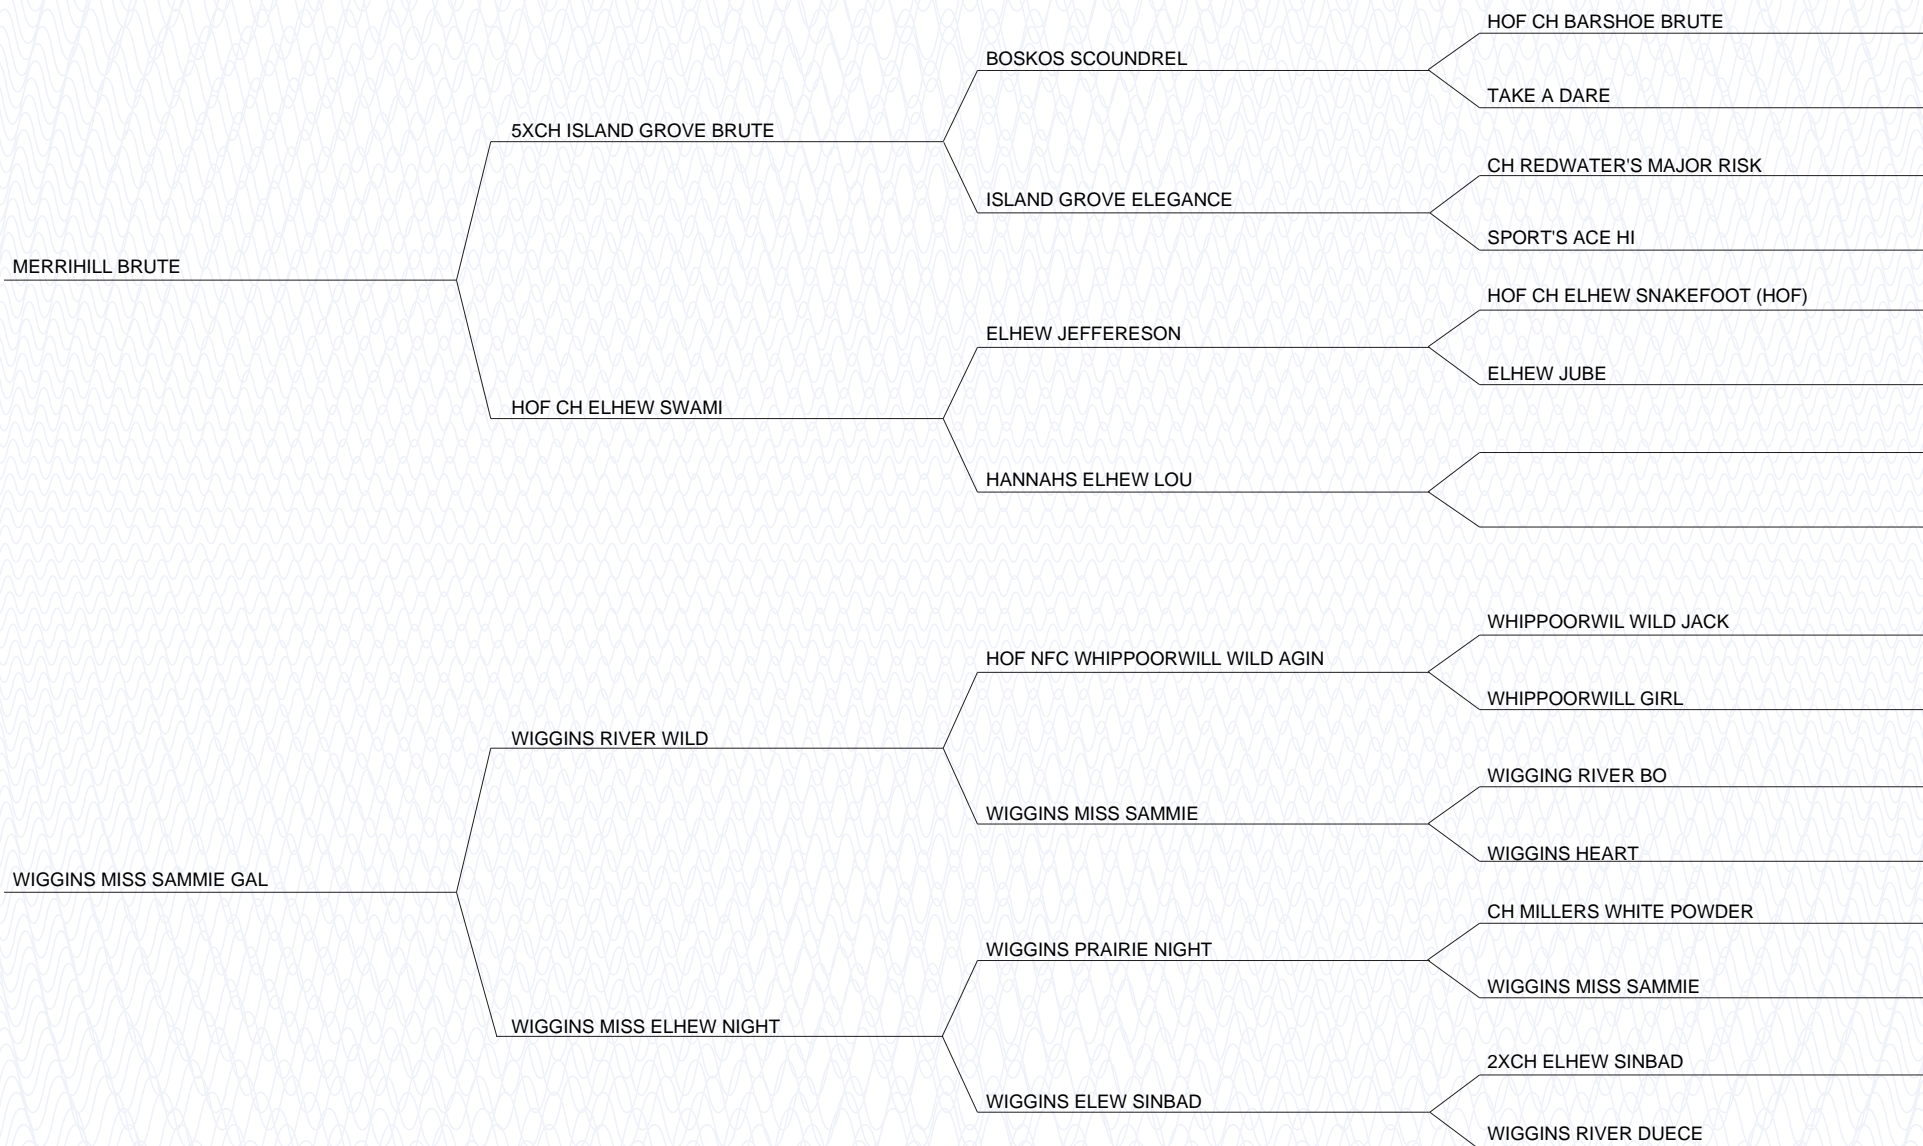 HOF CH BARSHOE BRUTE
BOSKOS SCOUNDREL
TAKE A DARE
5XCH ISLAND GROVE BRUTE
CH REDWATER'S MAJOR RISK
ISLAND GROVE ELEGANCE
SPORT'S ACE HI
MERRIHILL BRUTE
HOF CH ELHEW SNAKEFOOT (HOF)
ELHEW JEFFERESON
ELHEW JUBE
HOF CH ELHEW SWAMI
HANNAHS ELHEW LOU
WHIPPOORWIL WILD JACK
HOF NFC WHIPPOORWILL WILD AGIN
WHIPPOORWILL GIRL
WIGGINS RIVER WILD
WIGGING RIVER BO
WIGGINS MISS SAMMIE
WIGGINS HEART
WIGGINS MISS SAMMIE GAL
CH MILLERS WHITE POWDER
WIGGINS PRAIRIE NIGHT
WIGGINS MISS SAMMIE
WIGGINS MISS ELHEW NIGHT
2XCH ELHEW SINBAD
WIGGINS ELEW SINBAD
WIGGINS RIVER DUECE